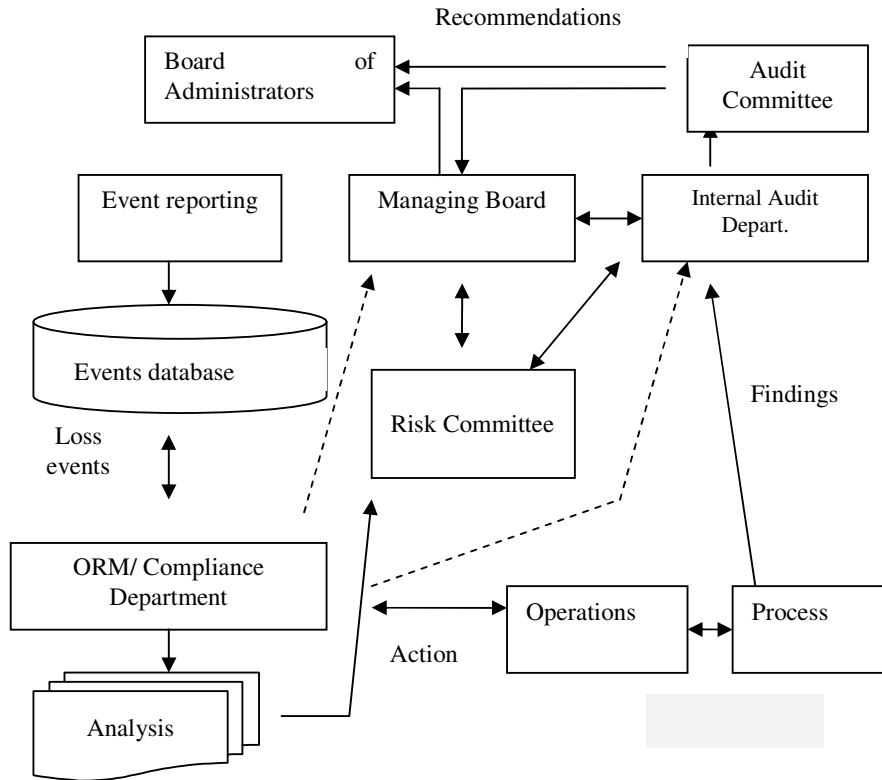 Recommendations
Board of
Administrators
Audit
Committee
Event reporting
Managing Board
Internal Audit
Depart.
Events database
Risk Committee
Findings
Loss
events
ORM/ Compliance
Department
Operations
Process
Action
Analysis